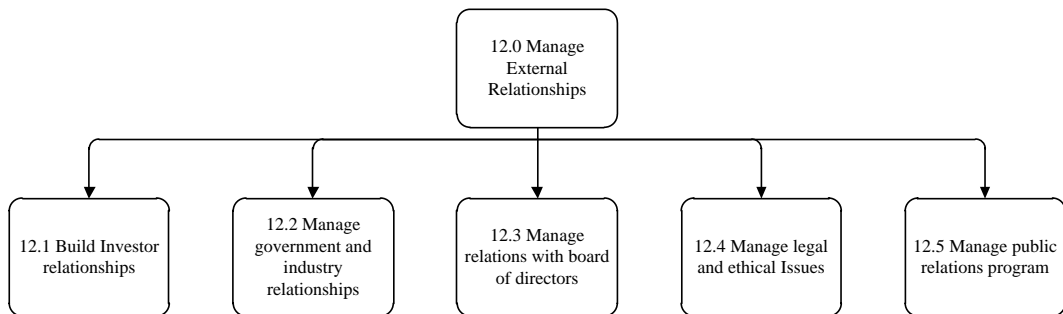 12.0 Manage
External
Relationships
12.1 Build Investor
relationships
12.2 Manage
government and
industry
relationships
12.3 Manage
relations with board
of directors
12.4 Manage legal
and ethical Issues
12.5 Manage public
relations program